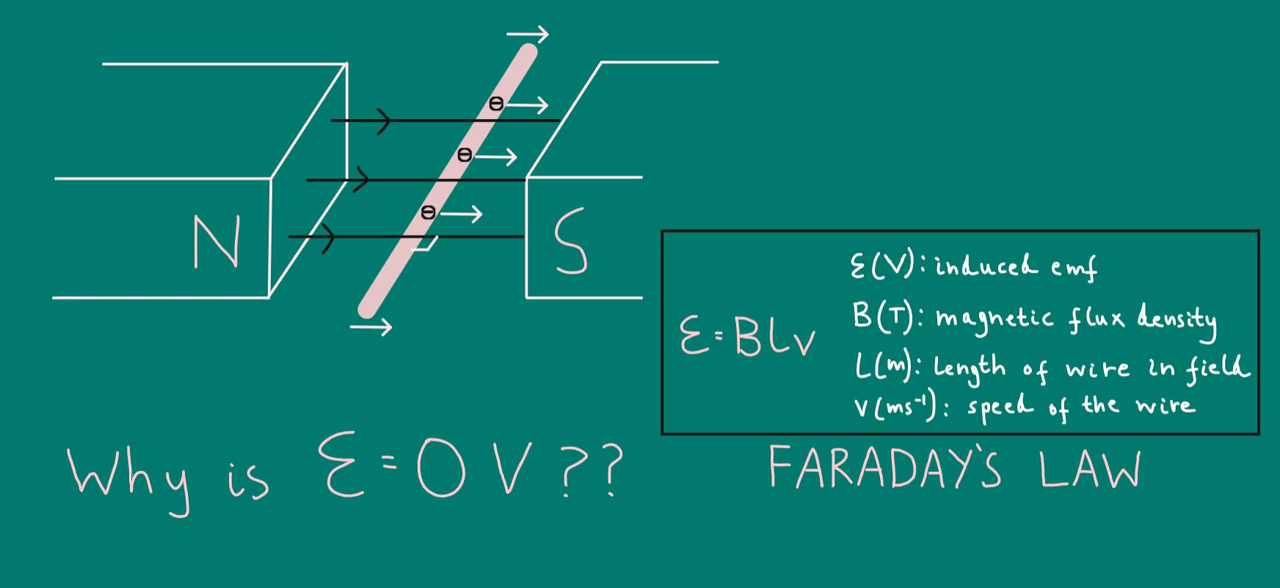 N
S
Ɛ(V): induced emf
B(T): magnetic flux density
Ɛ=BLv
L(m): Length of wire in field
V(ms⁻¹): speed of the wire
Why is Ɛ=0 V??
FARADAY'S LAW
⊖
⊖
⊖